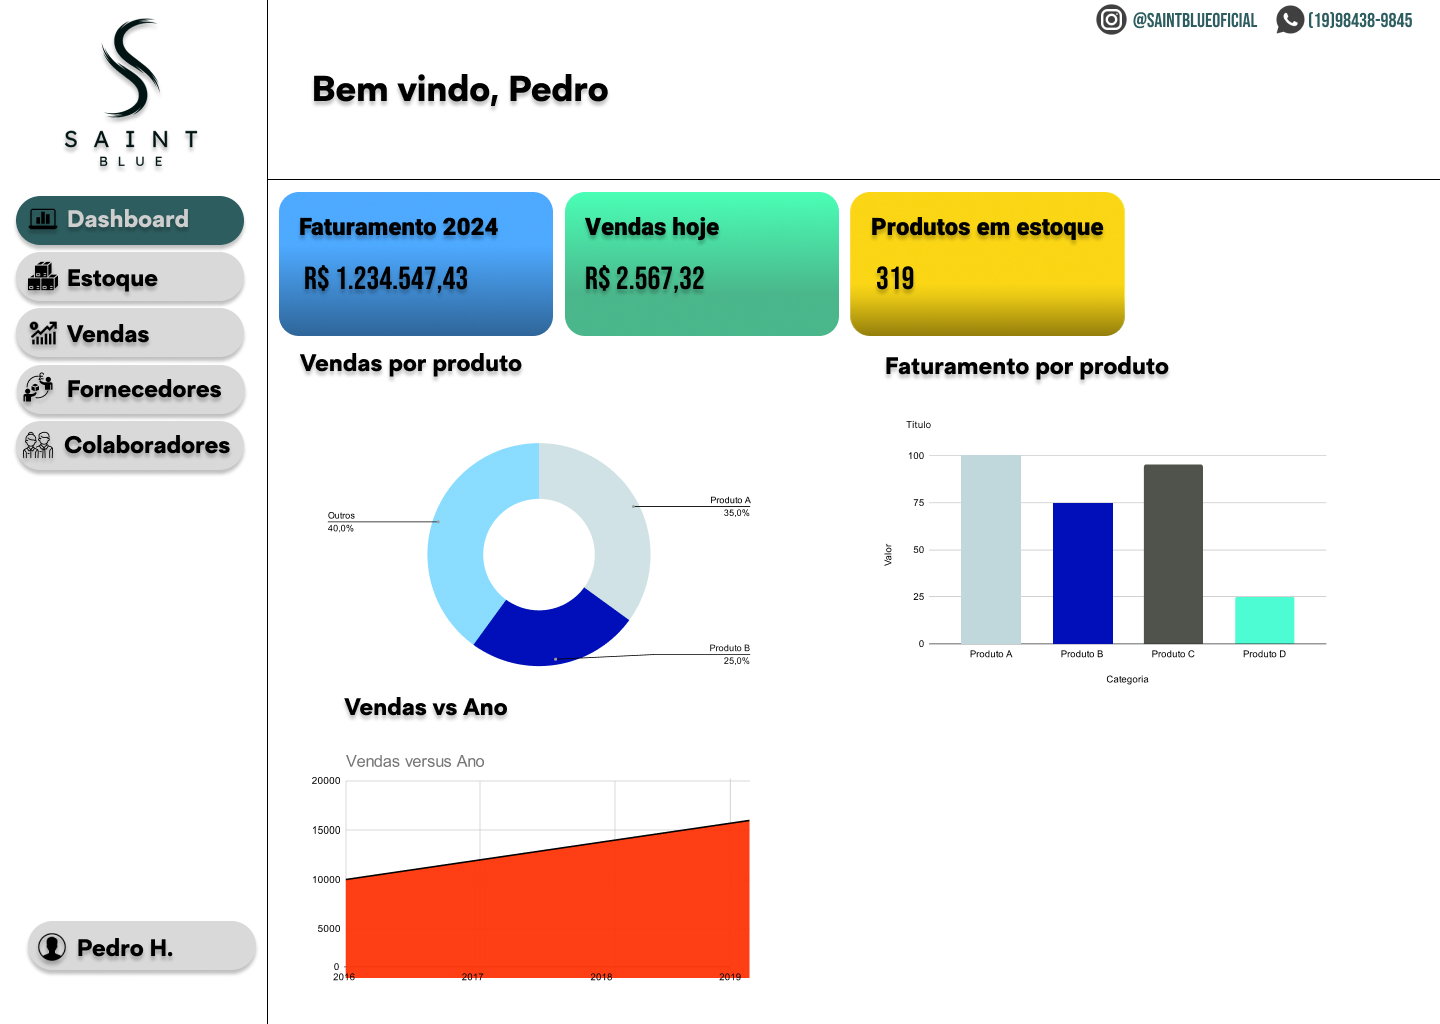 SAINT
BLUE
@SAINTBLUEOFICIAL
(19)98438-9845
Bem vindo, Pedro
Dashboard
Estoque
Vendas
Fornecedores
Colaboradores
Pedro H.
Faturamento 2024
R$ 1.234.547,43
Vendas hoje
R$ 2.567,32
Produtos em estoque
319
Vendas por produto
Outros
40,0%
Produto A
35,0%
Produto B
25,0%
Faturamento por produto
Título
Valor
100
75
50
25
0
Produto A
Produto B
Produto C
Produto D
Categoria
Vendas vs Ano
Vendas versus Ano
20000
15000
10000
5000
0
2016
2017
2018
2019